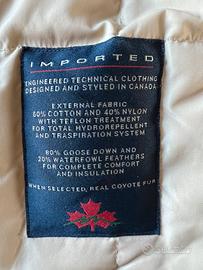 IMPORTED
ENGINEERED TECHNICAL CLOTHING
DESIGNED AND STYLED IN CANADA
EXTERNAL FABRIC
60% COTTON AND 40% NYLON
WITH TEFLON TREATMENT
FOR TOTAL HYDROREPELLENT
AND TRASPIRATION SYSTEM
80% GOOSE DOWN AND
20% WATERFOWL FEATHERS
FOR COMPLETE COMFORT
AND INSULATION
WHEN SELECTED, REAL COYOTE FUR